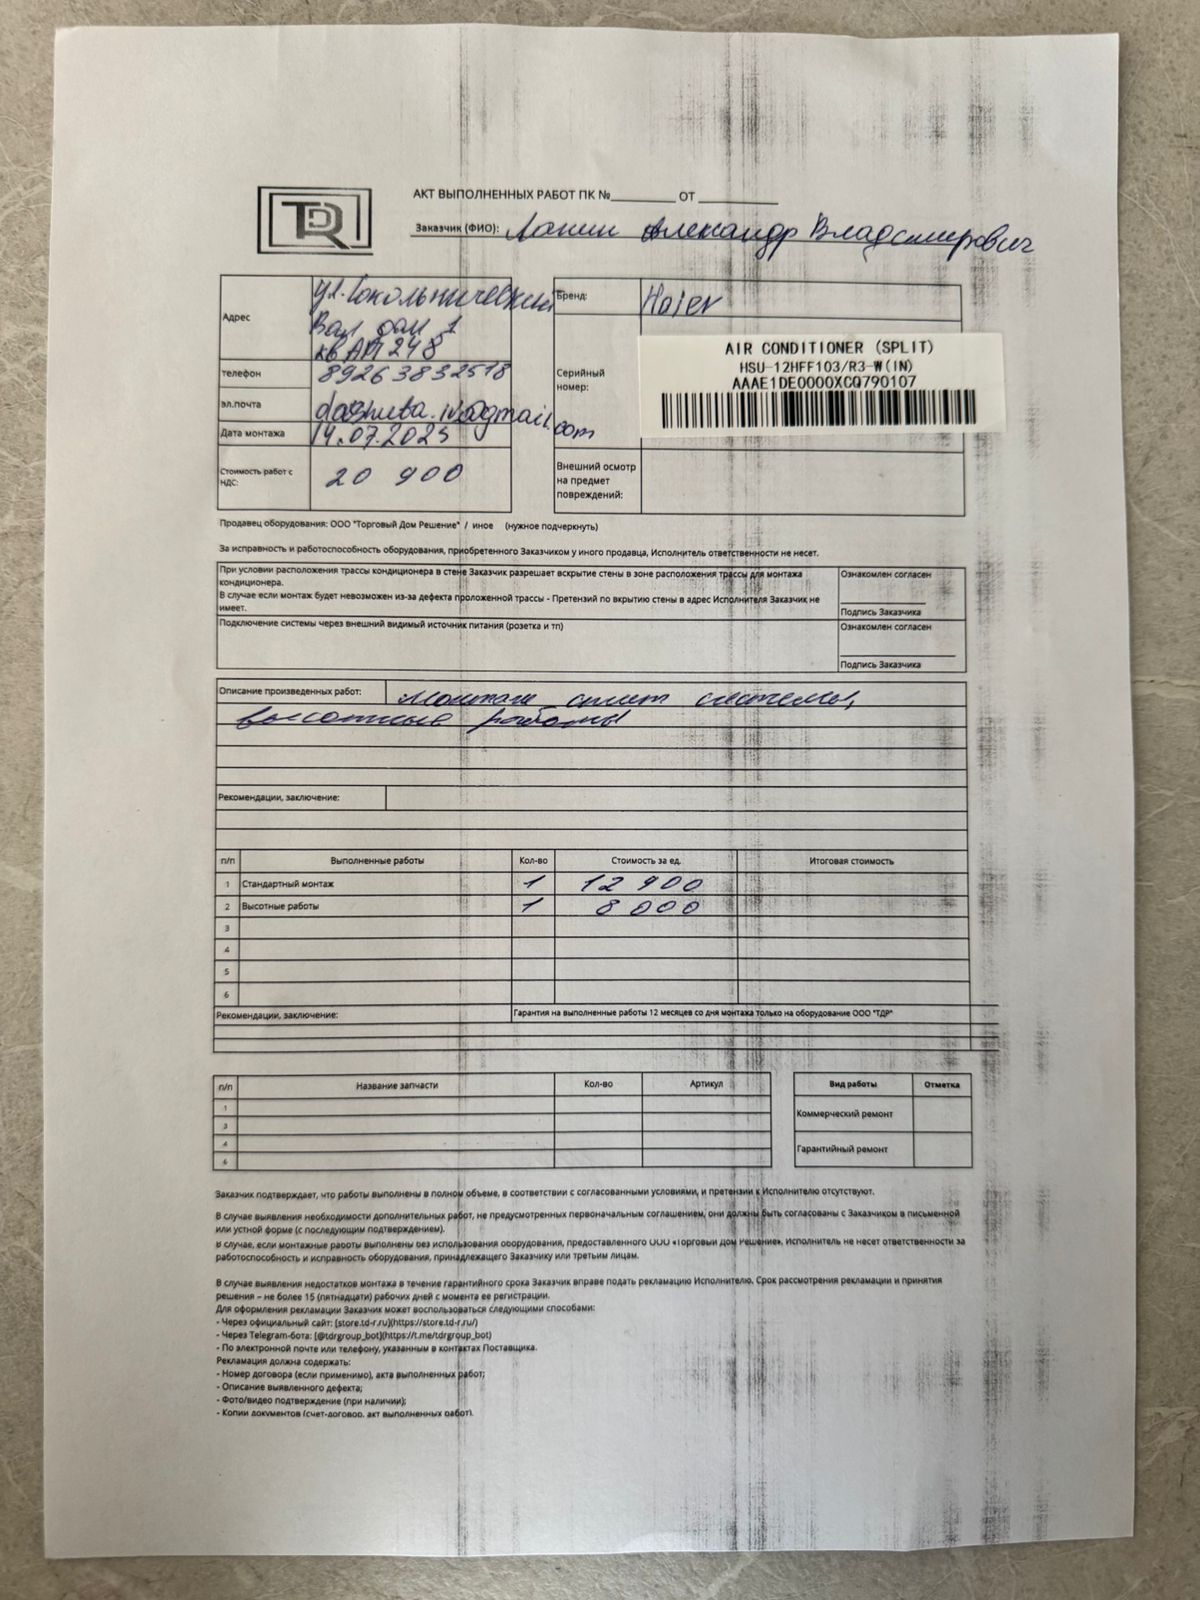 TDR
АКТ ВЫПОЛНЕННЫХ РАБОТ ПК №________ ОТ __________
Заказчик (ФИО): Александр Владимирович
Адрес
ул. Сокольнический
Вал дом 1
квАРТ 248
телефон
89263832518
эл.почта
@gmail.com
Дата монтажа
14.07.2025
Стоимость работ с НДС:
20 900
Бренд:
Haier
Серийный
номер:
AIR CONDITIONER (SPLIT)
HSU-12HFF103/R3-W(IN)
AAAE1DE0000XCQ790107
Внешний осмотр
на предмет
повреждений:
Продавец оборудования: ООО "Торговый Дом Решение" / иное (нужное подчеркнуть)
За исправность и работоспособность оборудования, приобретенного Заказчиком у иного продавца, Исполнитель ответственности не несет.
При условии расположения трассы кондиционера в стене Заказчик разрешает вскрытие стены в зоне расположения трассы для монтажа
кондиционера.
В случае если монтаж будет невозможен из-за дефекта проложенной трассы - Претензий по вскрытию стены в адрес Исполнителя Заказчик не
имеет.
Ознакомлен согласен
Подпись Заказчика
Подключение системы через внешний видимый источник питания (розетка и тп)
Ознакомлен согласен
Подпись Заказчика
Описание произведенных работ: Монтаж сплит системы,
высотные работы
Рекомендации, заключение:
п/п Выполненные работы Кол-во Стоимость за ед. Итоговая стоимость
1 Стандартный монтаж 1 12 900
2 Высотные работы 1 8 000
3
4
5
6
Рекомендации, заключение: Гарантия на выполненные работы 12 месяцев со дня монтажа только на оборудование ООО "ТДР"
п/п Название запчасти Кол-во Артикул
1
3
4
6
Вид работы Отметка
Коммерческий ремонт
Гарантийный ремонт
Заказчик подтверждает, что работы выполнены в полном объеме, в соответствии с согласованными условиями, и претензии к Исполнителю отсутствуют.
В случае выявления необходимости дополнительных работ, не предусмотренных первоначальным соглашением, они должны быть согласованы с Заказчиком в письменной
или устной форме (с последующим подтверждением).
В случае, если монтажные работы выполнены без использования оборудования, предоставленного ООО «Торговый Дом Решение», Исполнитель не несет ответственности за
работоспособность и исправность оборудования, принадлежащего Заказчику или третьим лицам.
В случае выявления недостатков монтажа в течение гарантийного срока Заказчик вправе подать рекламацию Исполнителю. Срок рассмотрения рекламации и принятия
решения – не более 15 (пятнадцати) рабочих дней с момента ее регистрации.
Для оформления рекламации Заказчик может воспользоваться следующими способами:
- Через официальный сайт: [store.td-r.ru](https://store.td-r.ru/)
- Через Telegram-бота: [@tdrgroup_bot](https://t.me/tdrgroup_bot)
- По электронной почте или телефону, указанным в контактах Поставщика.
Рекламация должна содержать:
- Номер договора (если применимо), акта выполненных работ;
- Описание выявленного дефекта;
- Фото/видео подтверждение (при наличии);
- Копии документов (счет-договор, акт выполненных работ).